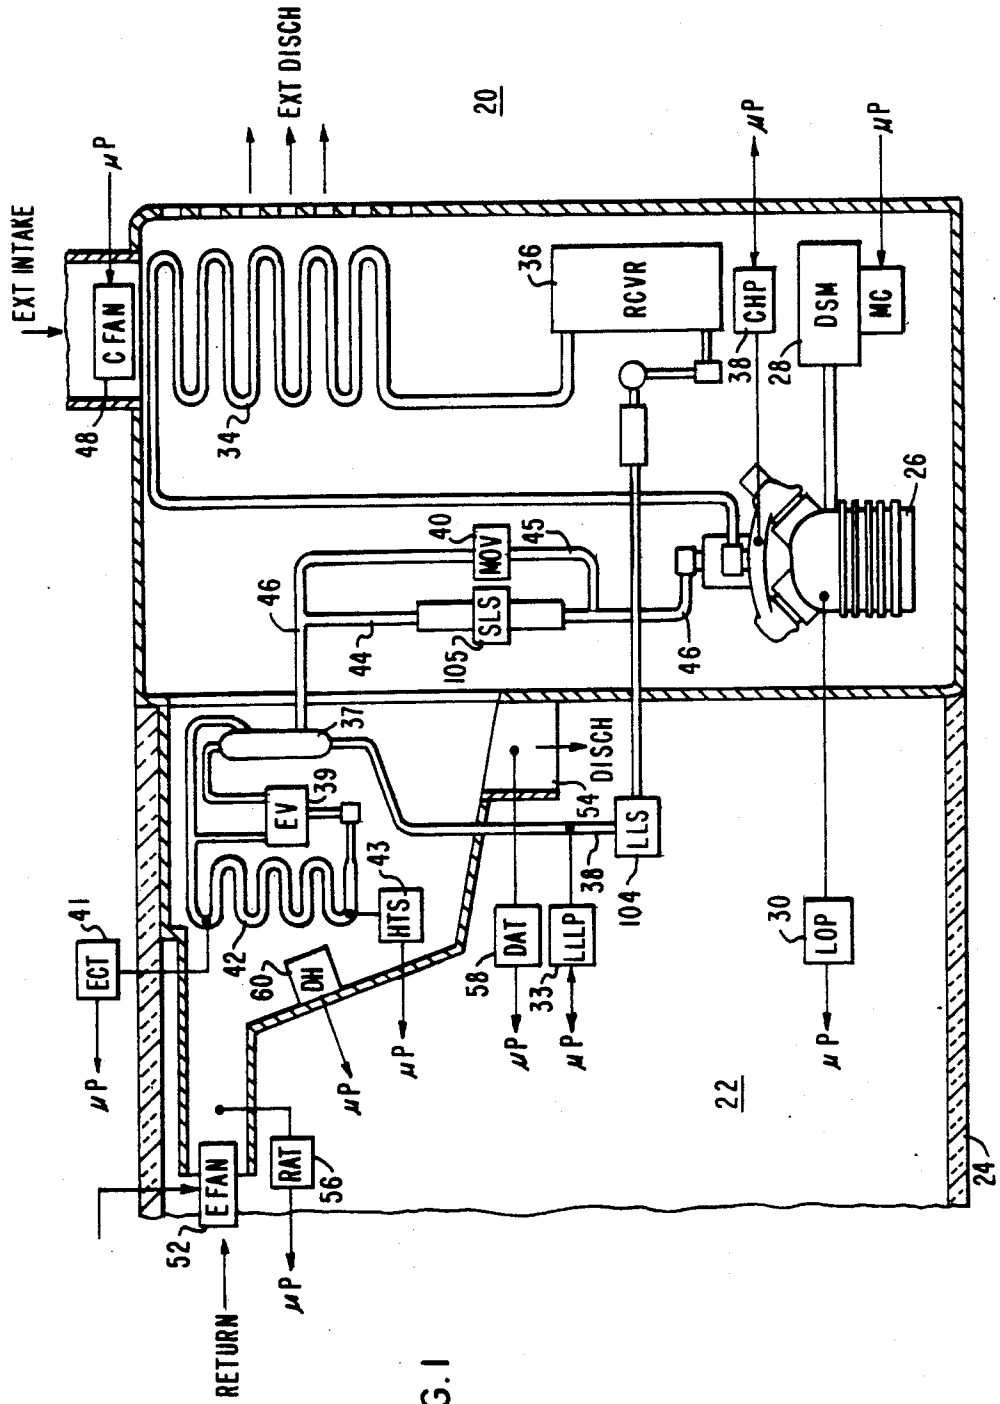 EXT INTAKE
EXT DISCH
20
μP
C FAN
48
34
36
RCVR
38
CHP
μP
28
DSM
MC
μP
26
46
40
MOV
45
44
105
SLS
46
37
EV
39
42
43
HTS
μP
41
ECT
μP
60
DH
μP
54
DISCH
58
DAT
μP
38
LLS
104
33
LLLP
μP
30
LOP
μP
22
24
52
E FAN
RAT
56
μP
RETURN
G. 1